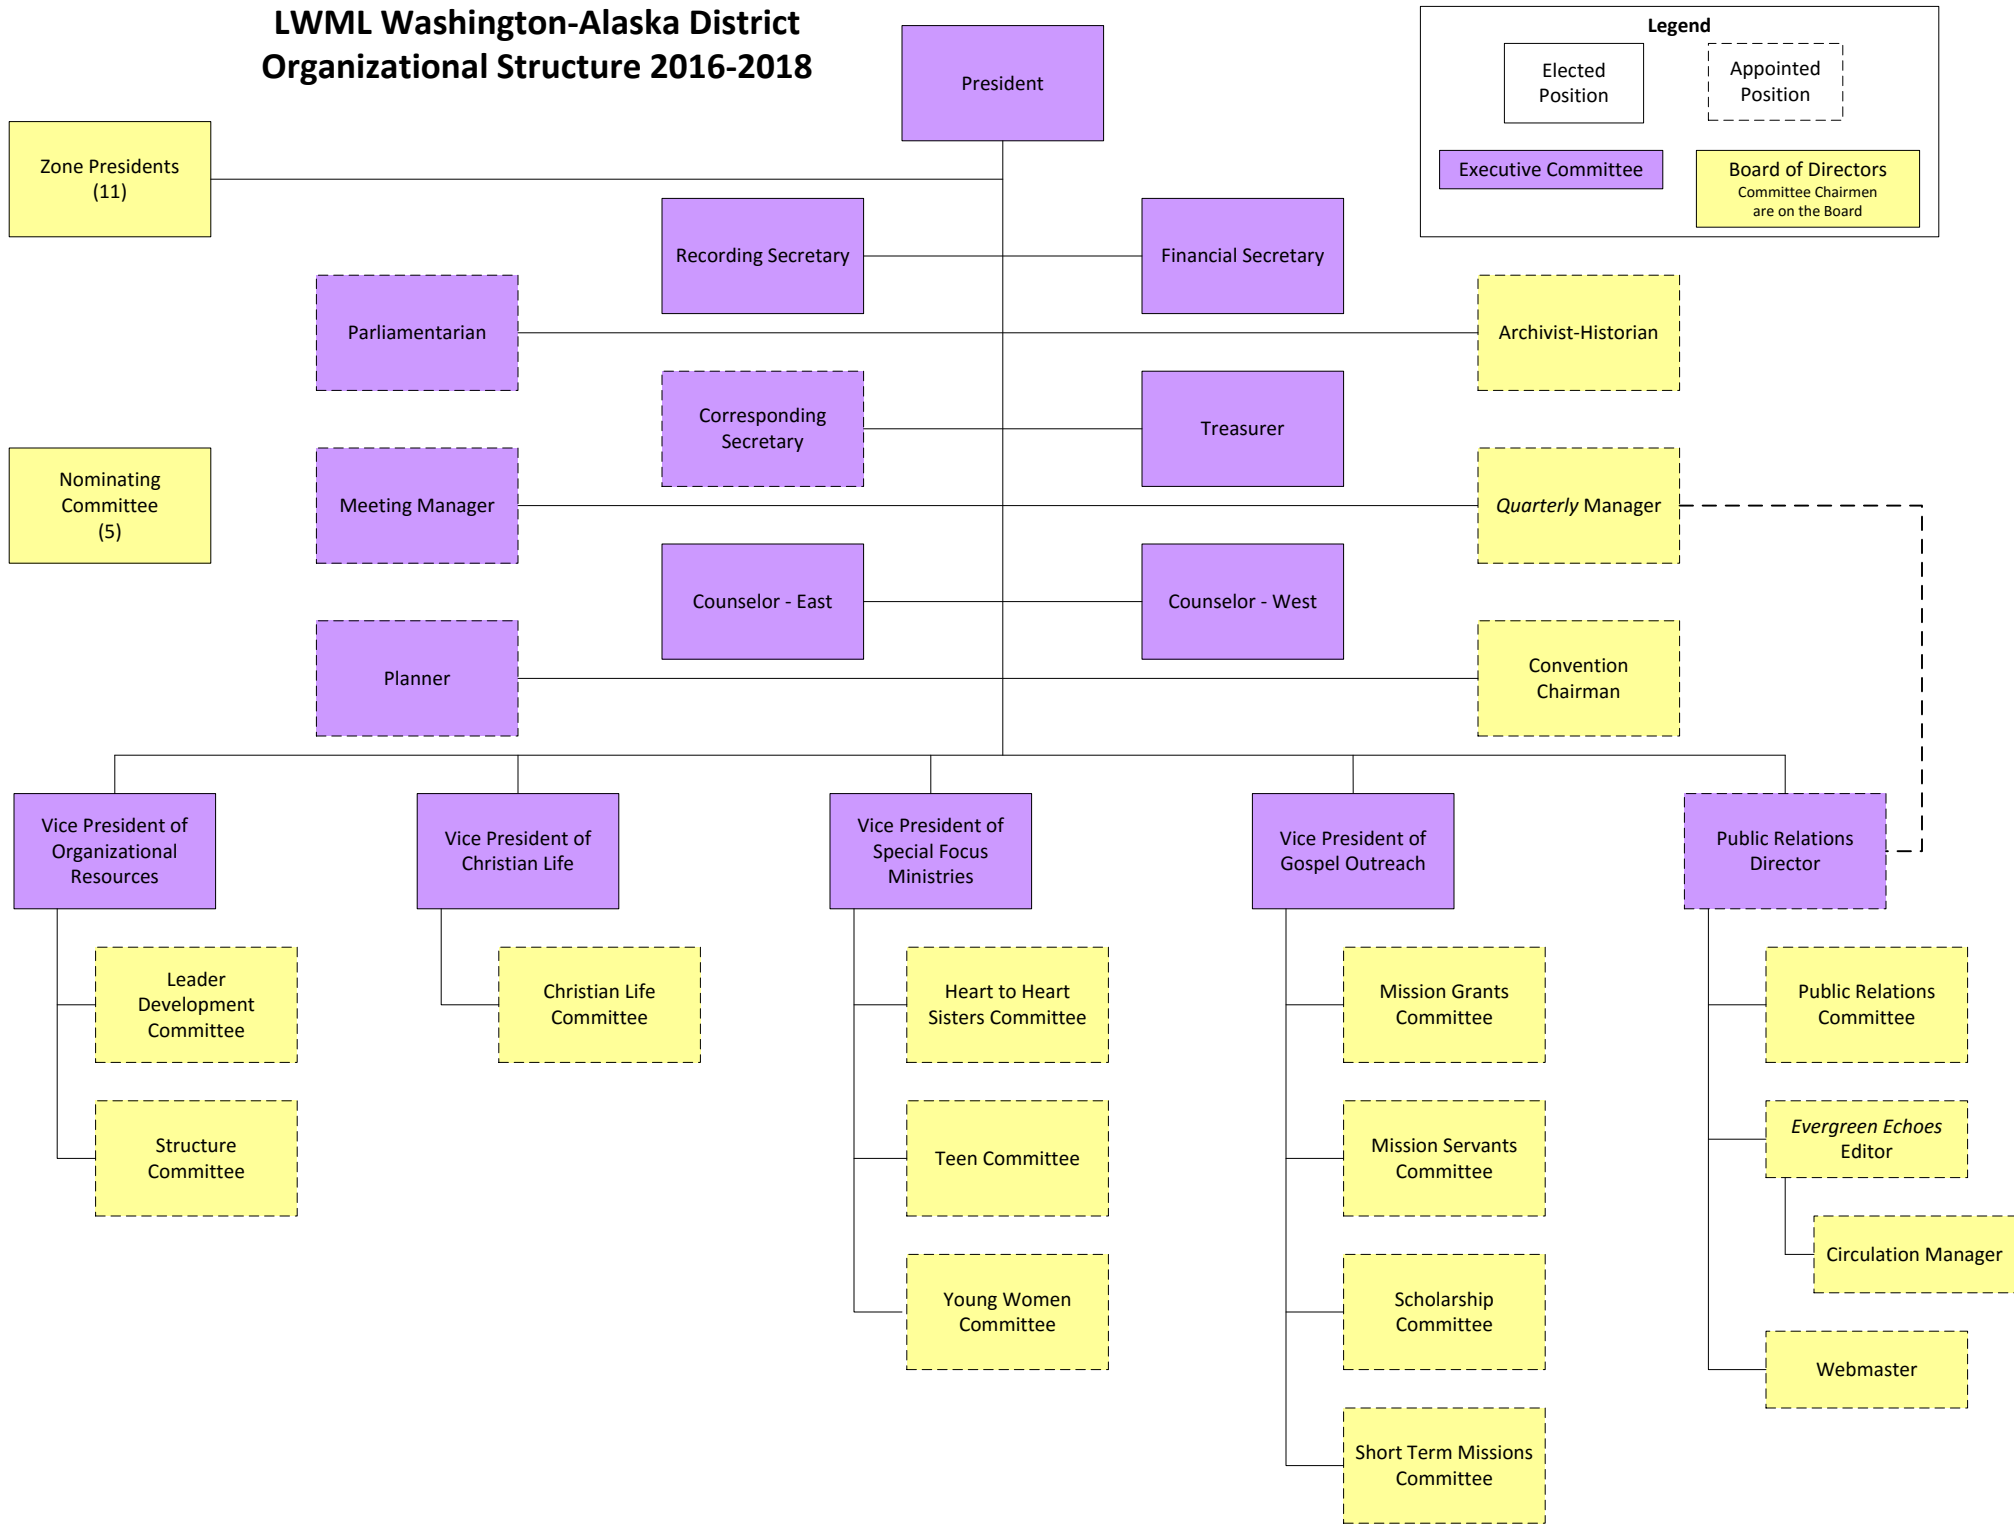 LWML Washington-Alaska District
Organizational Structure 2016-2018
Legend
Elected
Position
Appointed
Position
Executive Committee
Board of Directors
Committee Chairmen
are on the Board
President
Zone Presidents
(11)
Recording Secretary
Financial Secretary
Parliamentarian
Archivist-Historian
Corresponding
Secretary
Treasurer
Nominating
Committee
(5)
Meeting Manager
Quarterly Manager
Counselor - East
Counselor - West
Planner
Convention
Chairman
Vice President of
Organizational
Resources
Vice President of
Christian Life
Vice President of
Special Focus
Ministries
Vice President of
Gospel Outreach
Public Relations
Director
Leader
Development
Committee
Christian Life
Committee
Heart to Heart
Sisters Committee
Mission Grants
Committee
Public Relations
Committee
Structure
Committee
Teen Committee
Mission Servants
Committee
Evergreen Echoes
Editor
Circulation Manager
Young Women
Committee
Scholarship
Committee
Webmaster
Short Term Missions
Committee